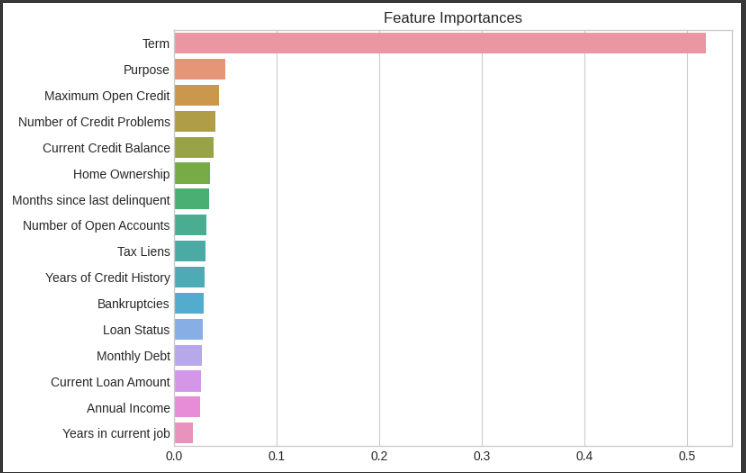 Feature Importances
Term
Purpose
Maximum Open Credit
Number of Credit Problems
Current Credit Balance
Home Ownership
Months since last delinquent
Number of Open Accounts
Tax Liens
Years of Credit History
Bankruptcies
Loan Status
Monthly Debt
Current Loan Amount
Annual Income
Years in current job
0.0 0.1 0.2 0.3 0.4 0.5